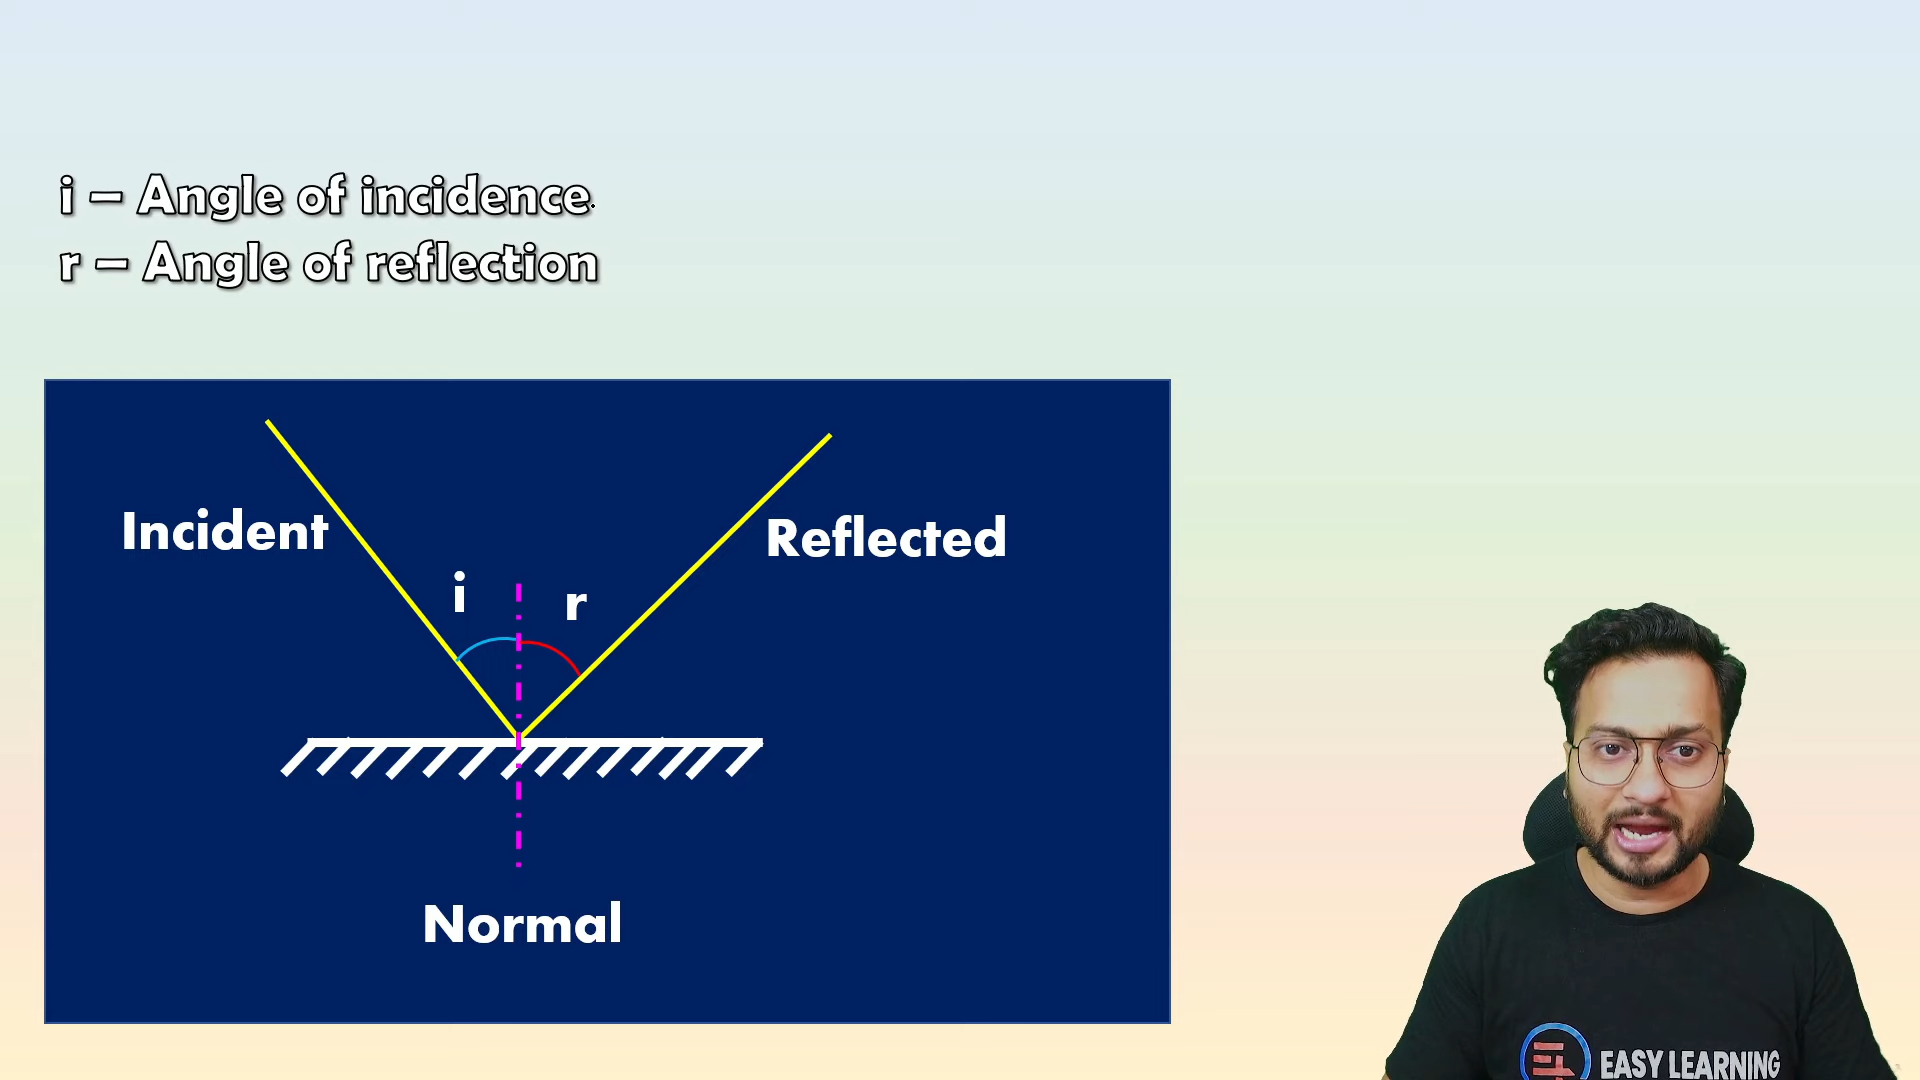 i – Angle of incidence.
r – Angle of reflection
Incident
Reflected
i
r
Normal
EASY LEARNING